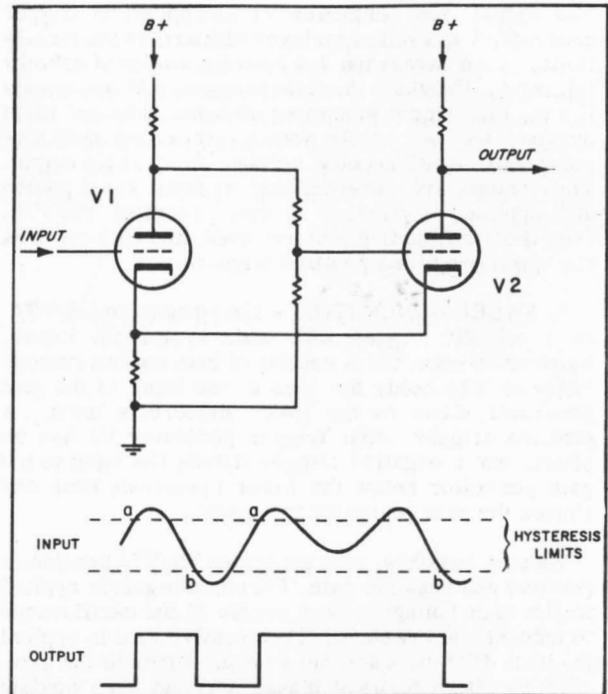 B+
B+
OUTPUT
V1
INPUT
V2
a
a
INPUT
HYSTERESIS
LIMITS
b
b
OUTPUT